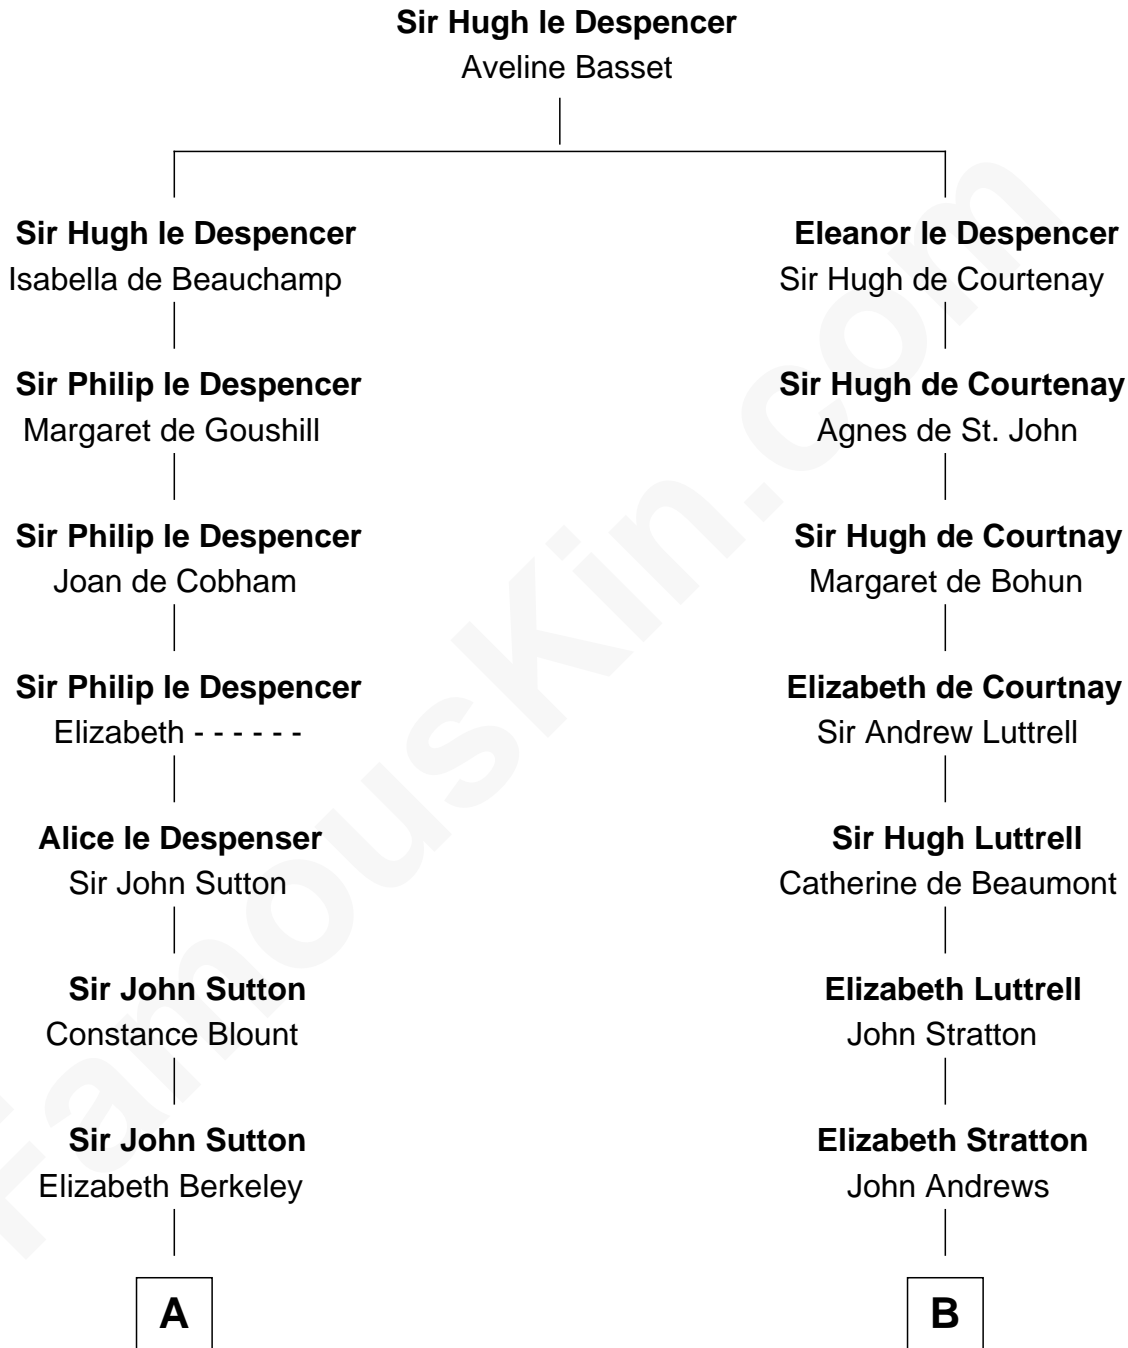 Sir Hugh le Despencer
Aveline Basset
Sir Hugh le Despencer
Isabella de Beauchamp
Eleanor le Despencer
Sir Hugh de Courtenay
Sir Philip le Despencer
Margaret de Goushill
Sir Hugh de Courtenay
Agnes de St. John
Sir Philip le Despencer
Joan de Cobham
Sir Hugh de Courtnay
Margaret de Bohun
Sir Philip le Despencer
Elizabeth - - - - - -
Elizabeth de Courtnay
Sir Andrew Luttrell
Alice le Despenser
Sir John Sutton
Sir Hugh Luttrell
Catherine de Beaumont
Sir John Sutton
Constance Blount
Elizabeth Luttrell
John Stratton
Sir John Sutton
Elizabeth Berkeley
Elizabeth Stratton
John Andrews
A
B
FamousKin.com